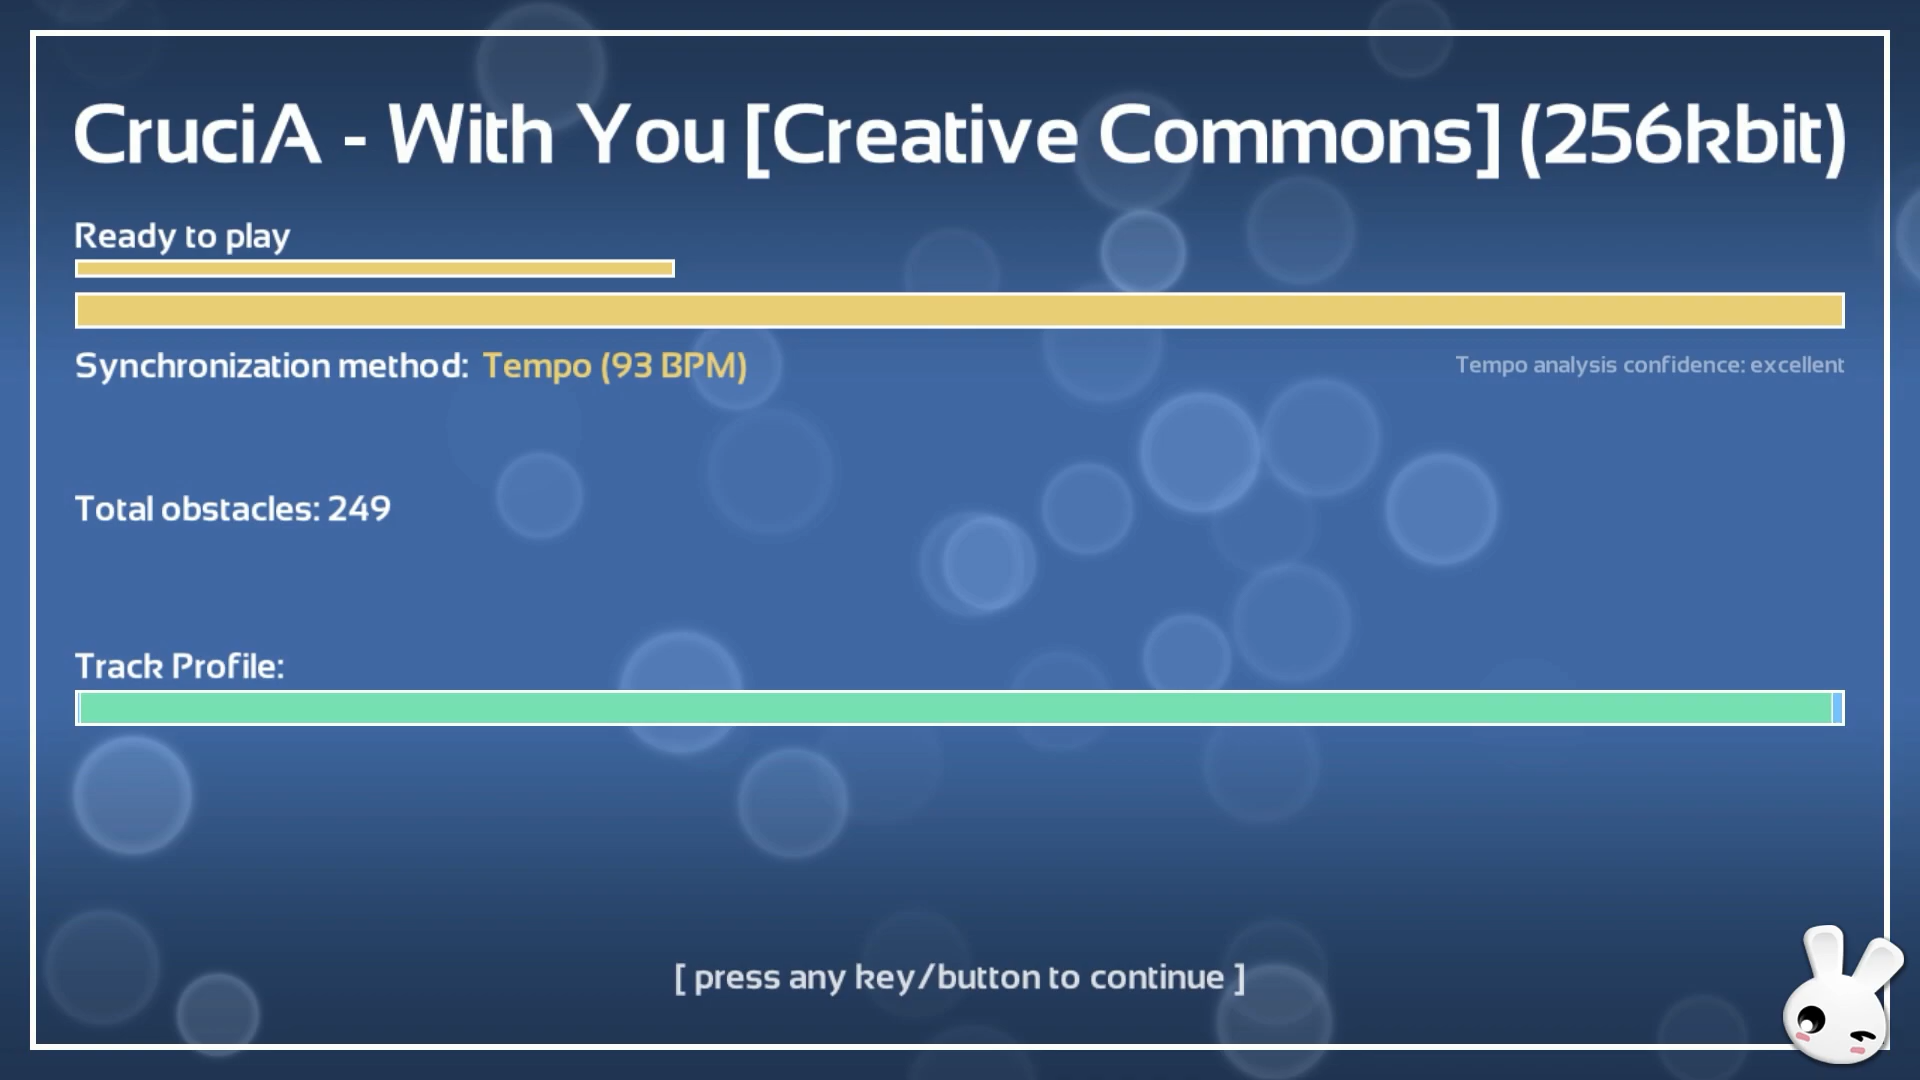 CruciA - With You [Creative Commons] (256kbit)
Ready to play
Synchronization method: Tempo (93 BPM)
Tempo analysis confidence: excellent
Total obstacles: 249
Track Profile:
[ press any key/button to continue ]